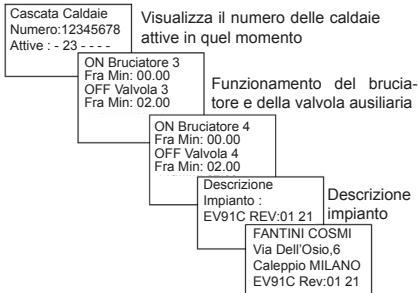 Cascata Caldaie
Numero:12345678
Attive : - 23 - - - -
Visualizza il numero delle caldaie
attive in quel momento
ON Bruciatore 3
Fra Min: 00.00
OFF Valvola 3
Fra Min: 02.00
Funzionamento del brucia-
tore e della valvola ausiliaria
ON Bruciatore 4
Fra Min: 00.00
OFF Valvola 4
Fra Min: 02.00
Descrizione
Impianto :
EV91C REV:01 21
Descrizione
impianto
FANTINI COSMI
Via Dell'Osio,6
Caleppio MILANO
EV91C Rev:01 21